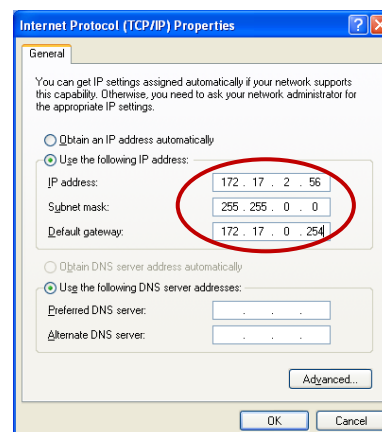 Internet Protocol (TCP/IP) Properties
General
You can get IP settings assigned automatically if your network supports
this capability. Otherwise, you need to ask your network administrator for
the appropriate IP settings.
Obtain an IP address automatically
Use the following IP address:
IP address: 172 . 17 . 2 . 56
Subnet mask: 255 . 255 . 0 . 0
Default gateway: 172 . 17 . 0 . 254
Obtain DNS server address automatically
Use the following DNS server addresses:
Preferred DNS server: . . .
Alternate DNS server: . . .
Advanced...
OK Cancel